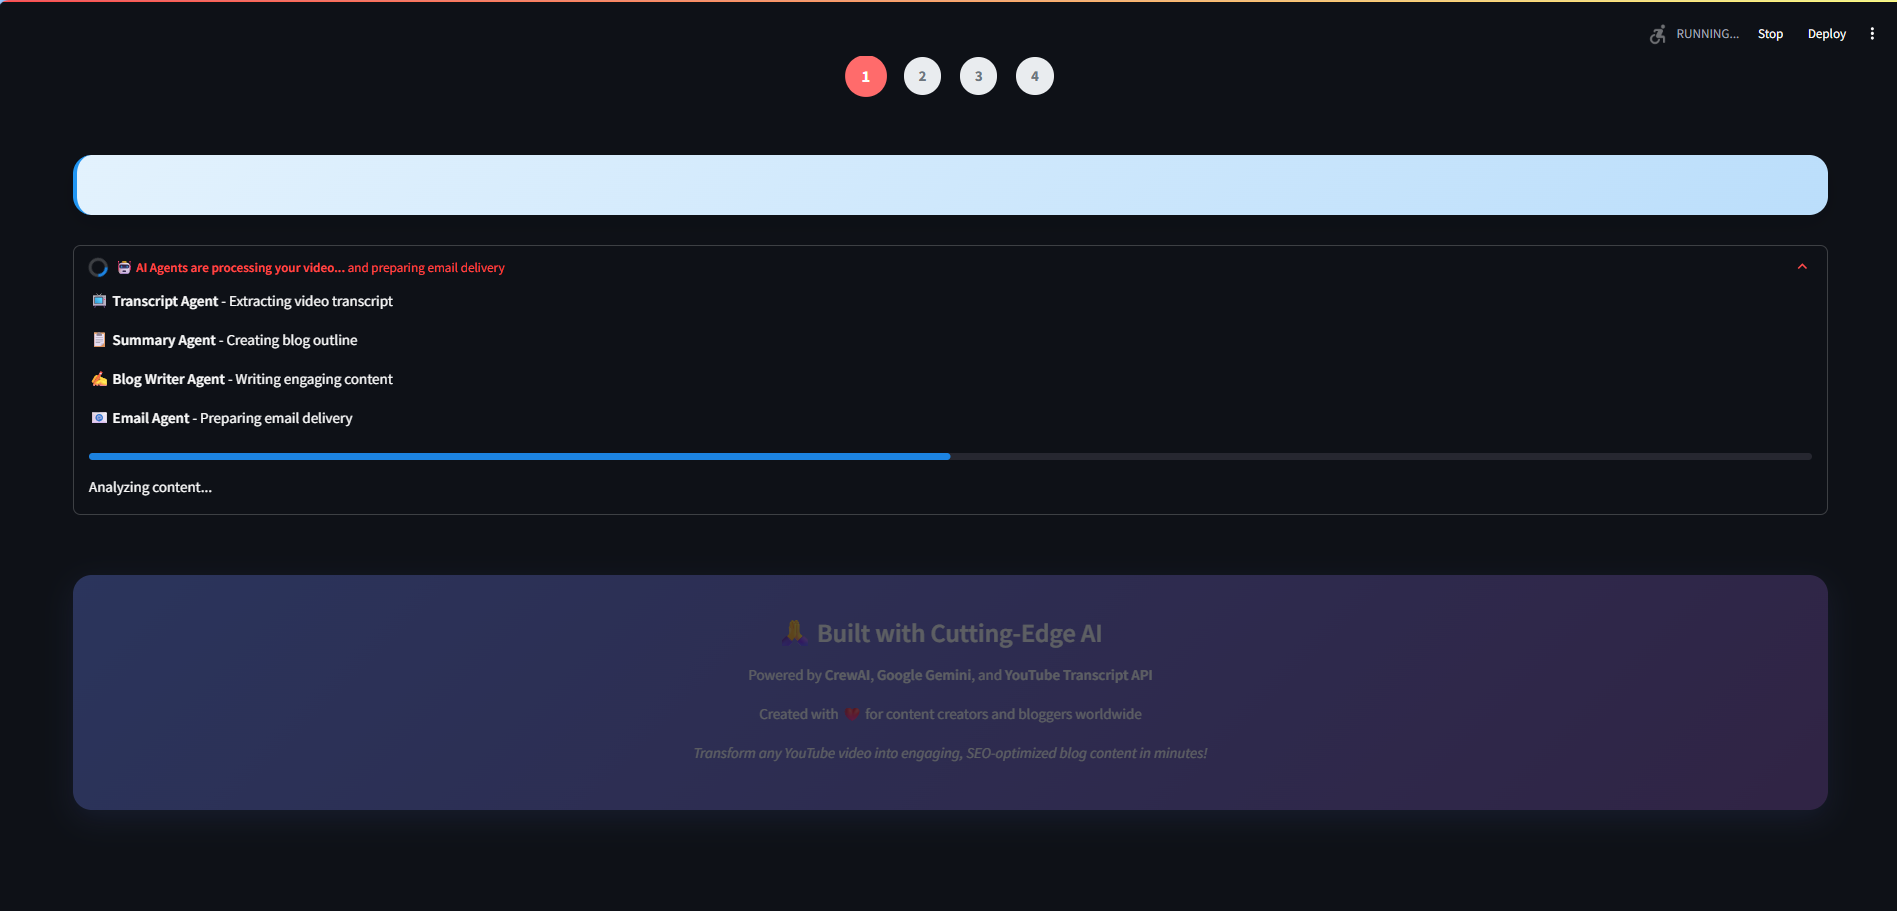 RUNNING... Stop Deploy
1 2 3 4
AI Agents are processing your video... and preparing email delivery
Transcript Agent - Extracting video transcript
Summary Agent - Creating blog outline
Blog Writer Agent - Writing engaging content
Email Agent - Preparing email delivery
Analyzing content...
Built with Cutting-Edge AI
Powered by CrewAI, Google Gemini, and YouTube Transcript API
Created with ❤️ for content creators and bloggers worldwide
Transform any YouTube video into engaging, SEO-optimized blog content in minutes!